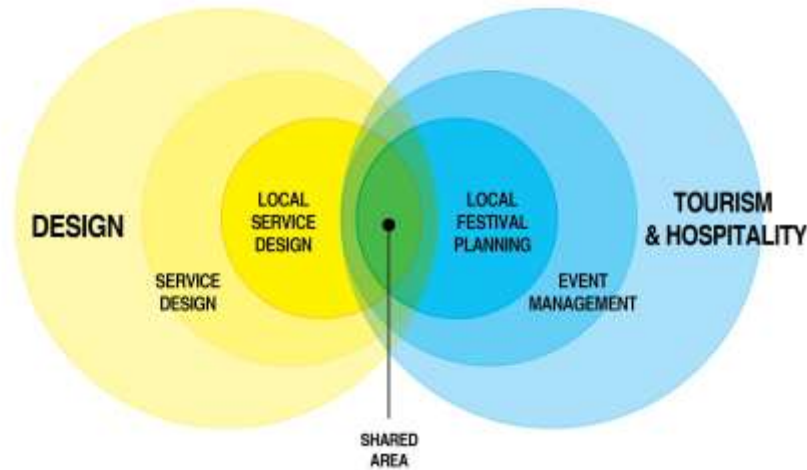 DESIGN
SERVICE
DESIGN
LOCAL
SERVICE
DESIGN
LOCAL
FESTIVAL
PLANNING
EVENT
MANAGEMENT
TOURISM
& HOSPITALITY
SHARED
AREA